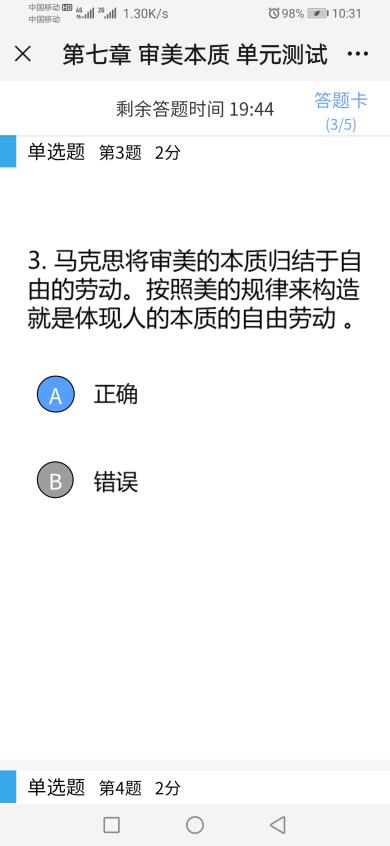 中国移动 HD 4G 2G 1.30K/s 98% 10:31
中国移动
第七章 审美本质 单元测试
剩余答题时间 19:44
答题卡
(3/5)
单选题 第3题 2分
3. 马克思将审美的本质归结于自
由的劳动。按照美的规律来构造
就是体现人的本质的自由劳动 。
A 正确
B 错误
单选题 第4题 2分